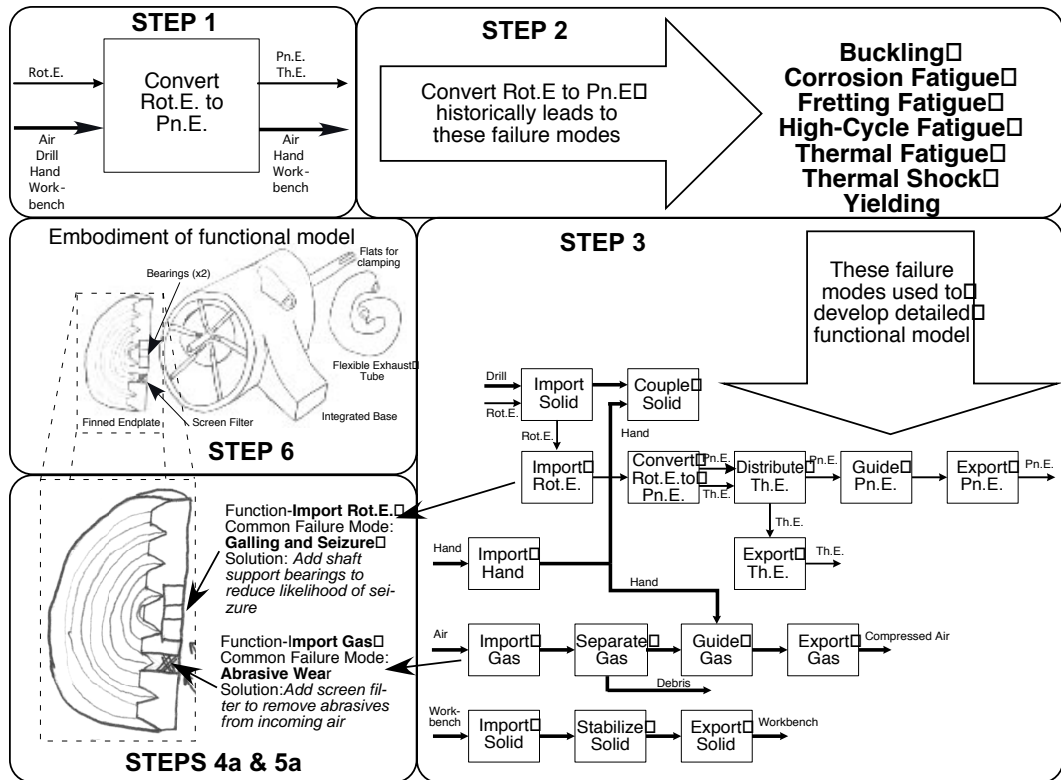 STEP 1
Rot.E.
Pn.E.
Th.E.
Convert
Rot.E. to
Pn.E.
Air
Drill
Hand
Work-
bench
Air
Hand
Work-
bench
STEP 2
Convert Rot.E to Pn.E□
historically leads to
these failure modes
Buckling□
Corrosion Fatigue□
Fretting Fatigue□
High-Cycle Fatigue□
Thermal Fatigue□
Thermal Shock□
Yielding
Embodiment of functional model
Bearings (x2)
Flats for
clamping
Flexible Exhaust□
Tube
Finned Endplate
Screen Filter
Integrated Base
STEP 6
STEP 3
These failure
modes used to□
develop detailed□
functional model
Drill
Rot.E.
Import□
Solid
Couple□
Solid
Rot.E.
Hand
Import□
Rot.E.
Convert□
Rot.E.to□
Pn.E.
Pn.E.
Th.E.
Distribute□
Th.E.
Pn.E.
Guide□
Pn.E.
Export□
Pn.E.
Pn.E.
Th.E.
Export□
Th.E.
Th.E.
Hand
Import□
Hand
Hand
Air
Import□
Gas
Separate□
Gas
Guide□
Gas
Export□
Gas
Compressed Air
Debris
Work-
bench
Import□
Solid
Stabilize□
Solid
Export□
Solid
Workbench
Function-Import Rot.E.□
Common Failure Mode:
Galling and Seizure□
Solution: Add shaft
support bearings to
reduce likelihood of sei-
zure
Function-Import Gas□
Common Failure Mode:
Abrasive Wear
Solution:Add screen fil-
ter to remove abrasives
from incoming air
STEPS 4a & 5a